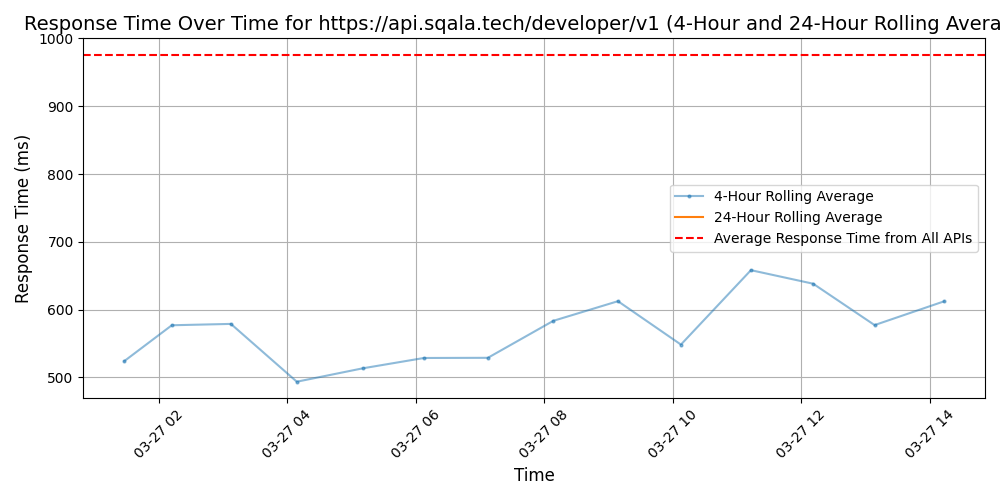 Response Time Over Time for https://api.sqala.tech/developer/v1 (4-Hour and 24-Hour Rolling Avera
1000
900
800
700
600
500
Response Time (ms)
4-Hour Rolling Average
24-Hour Rolling Average
Average Response Time from All APIs
03-27 02
03-27 04
03-27 06
03-27 08
03-27 10
03-27 12
03-27 14
Time